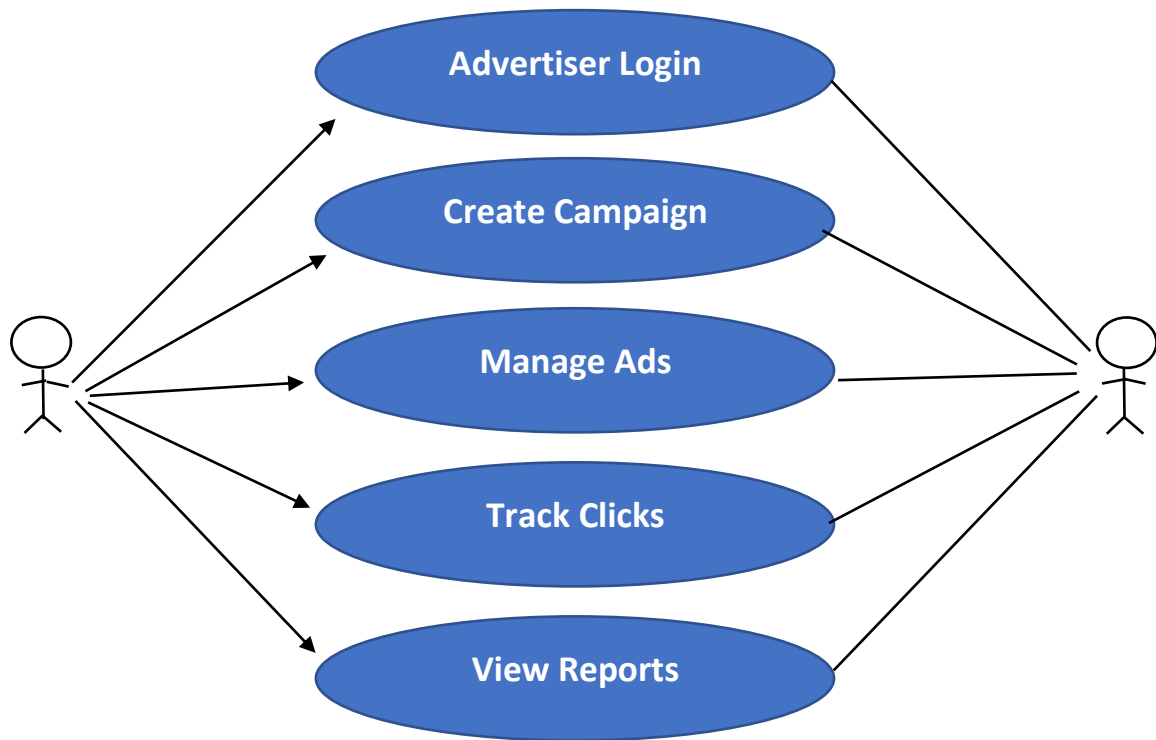 Advertiser Login
Create Campaign
Manage Ads
Track Clicks
View Reports